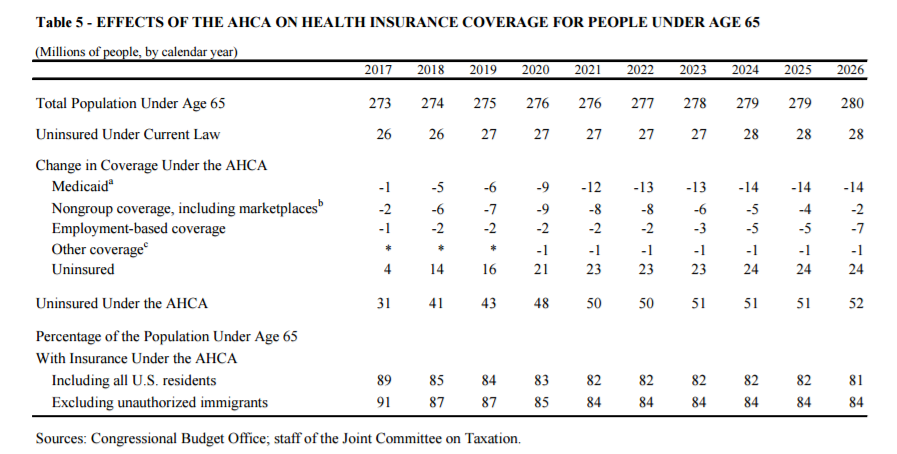 Table 5 - EFFECTS OF THE AHCA ON HEALTH INSURANCE COVERAGE FOR PEOPLE UNDER AGE 65
(Millions of people, by calendar year)
2017 2018 2019 2020 2021 2022 2023 2024 2025 2026
Total Population Under Age 65 273 274 275 276 276 277 278 279 279 280
Uninsured Under Current Law 26 26 27 27 27 27 27 28 28 28
Change in Coverage Under the AHCA
Medicaidᵃ -1 -5 -6 -9 -12 -13 -13 -14 -14 -14
Nongroup coverage, including marketplacesᵇ -2 -6 -7 -9 -8 -8 -6 -5 -4 -2
Employment-based coverage -1 -2 -2 -2 -2 -2 -3 -5 -5 -7
Other coverageᶜ * * * -1 -1 -1 -1 -1 -1 -1
Uninsured 4 14 16 21 23 23 23 24 24 24
Uninsured Under the AHCA 31 41 43 48 50 50 51 51 51 52
Percentage of the Population Under Age 65
With Insurance Under the AHCA
Including all U.S. residents 89 85 84 83 82 82 82 82 82 81
Excluding unauthorized immigrants 91 87 87 85 84 84 84 84 84 84
Sources: Congressional Budget Office; staff of the Joint Committee on Taxation.